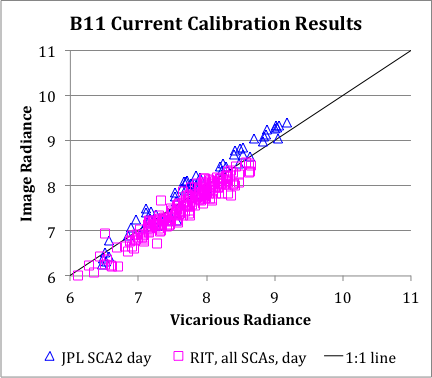 B11 Current Calibration Results
11
10
9
8
7
6
Image Radiance
6 7 8 9 10 11
Vicarious Radiance
JPL SCA2 day RIT, all SCAs, day 1:1 line